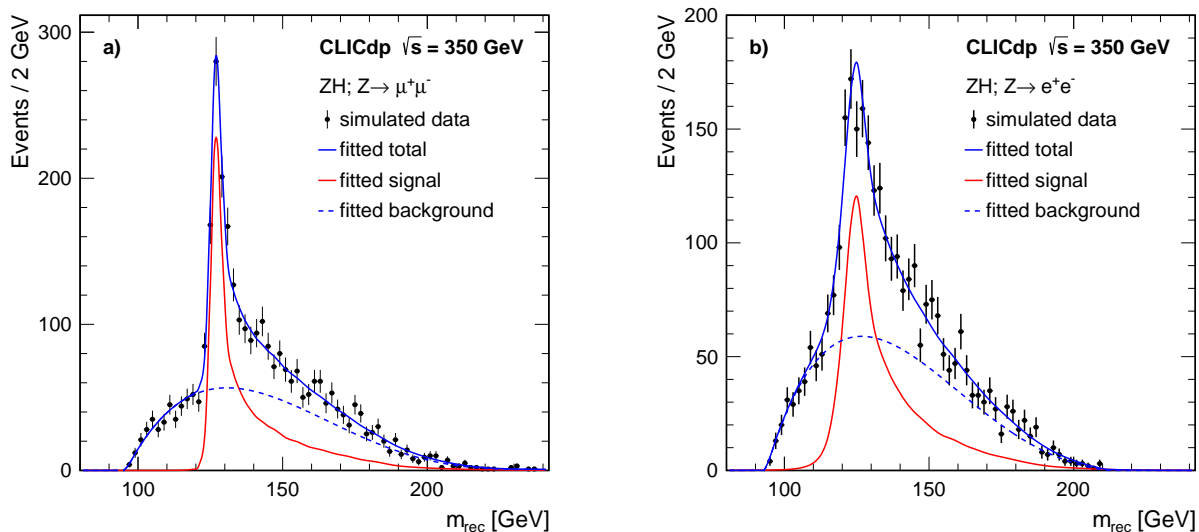 Events / 2 GeV
300
200
100
0
a)
CLICdp √s = 350 GeV
ZH; Z→ μ⁺μ⁻
simulated data
fitted total
fitted signal
fitted background
100
150
200
m_rec [GeV]
Events / 2 GeV
200
150
100
50
0
b)
CLICdp √s = 350 GeV
ZH; Z→ e⁺e⁻
simulated data
fitted total
fitted signal
fitted background
100
150
200
m_rec [GeV]